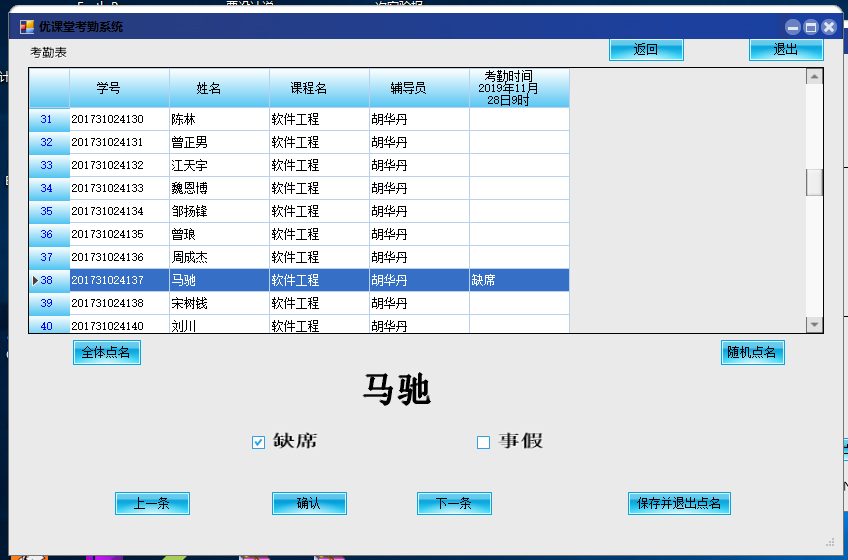 优课堂考勤系统
考勤表
返回
退出
学号 姓名 课程名 辅导员 考勤时间
2019年11月
28日9时
31 201731024130 陈林 软件工程 胡华丹
32 201731024131 曾正男 软件工程 胡华丹
33 201731024132 江天宇 软件工程 胡华丹
34 201731024133 魏恩博 软件工程 胡华丹
35 201731024134 邹扬锋 软件工程 胡华丹
36 201731024135 曾琅 软件工程 胡华丹
37 201731024136 周成杰 软件工程 胡华丹
38 201731024137 马驰 软件工程 胡华丹 缺席
39 201731024138 宋树钱 软件工程 胡华丹
40 201731024140 刘川 软件工程 胡华丹
全体点名
随机点名
马驰
缺席
事假
上一条
确认
下一条
保存并退出点名